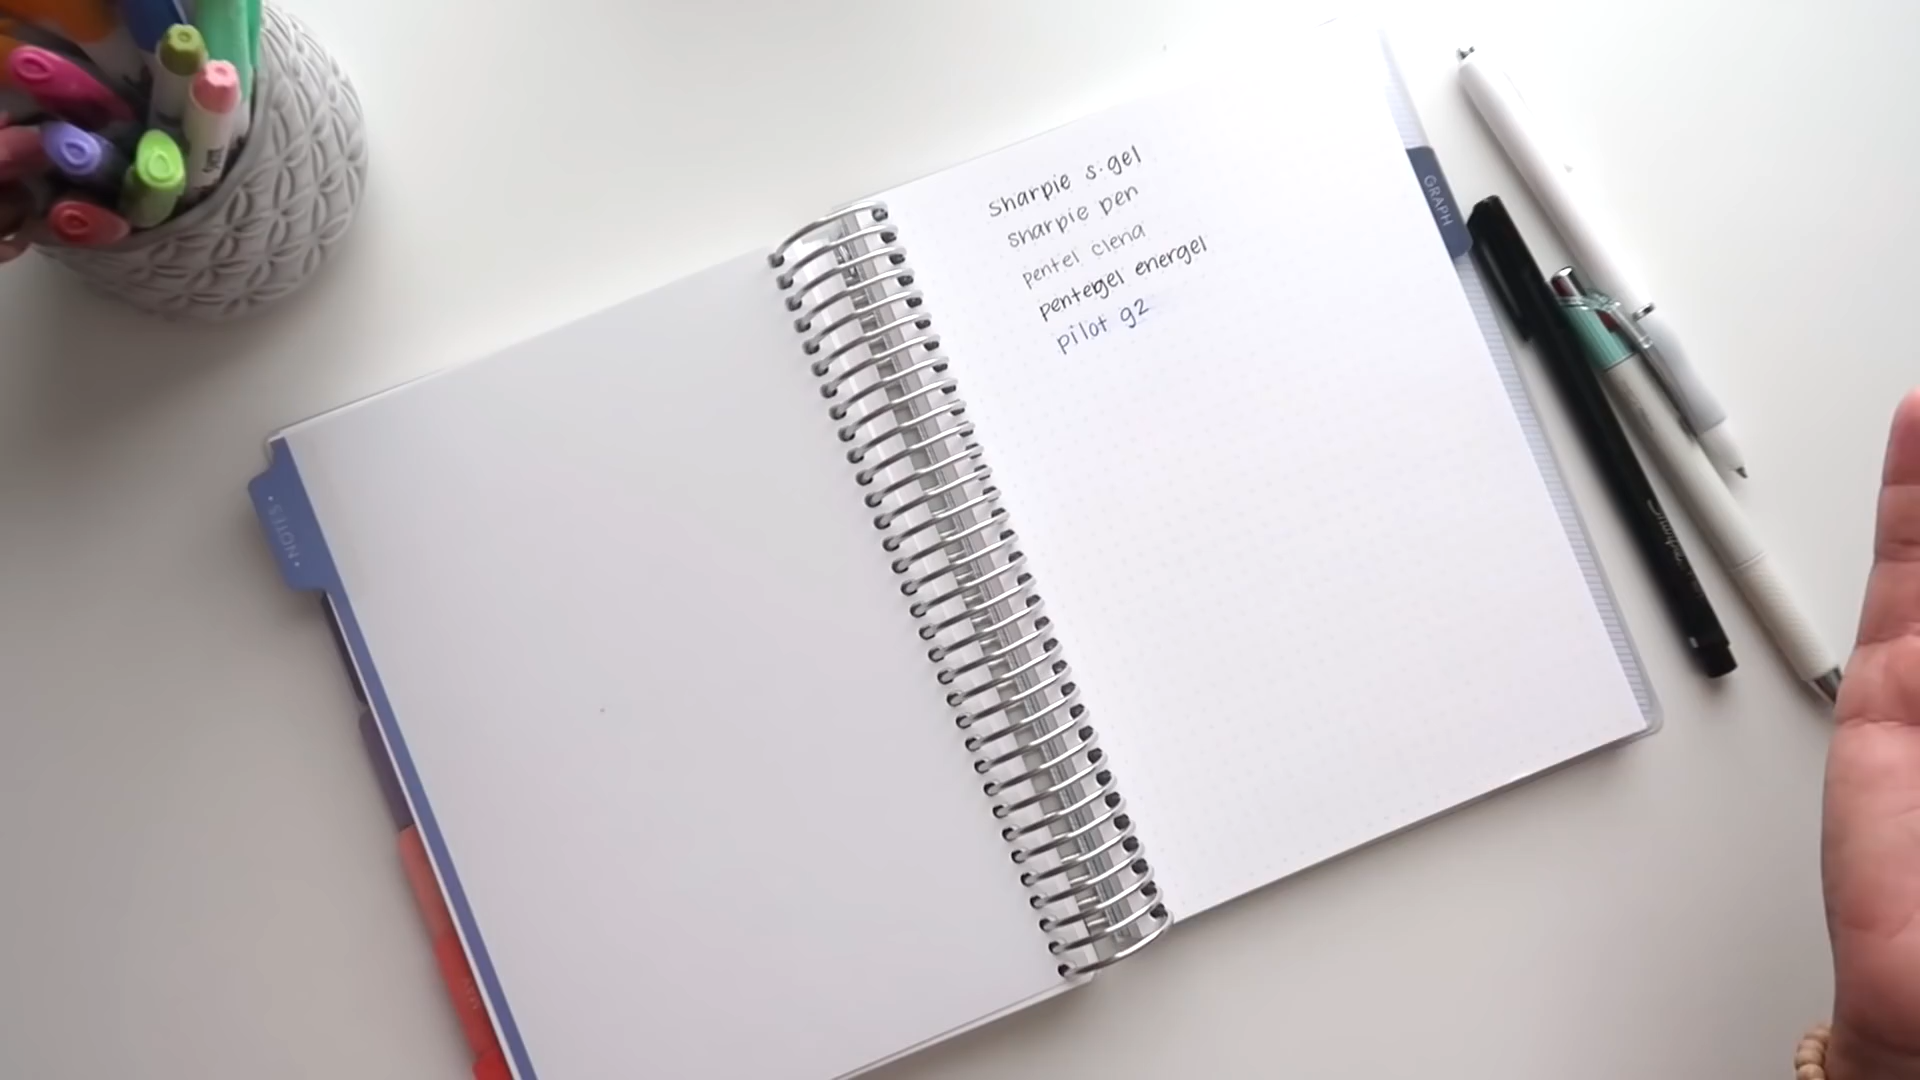 Sharpie s.gel
sharpie pen
pentel clena
pentegel energel
pilot g2
GRAPH
• NOTES •